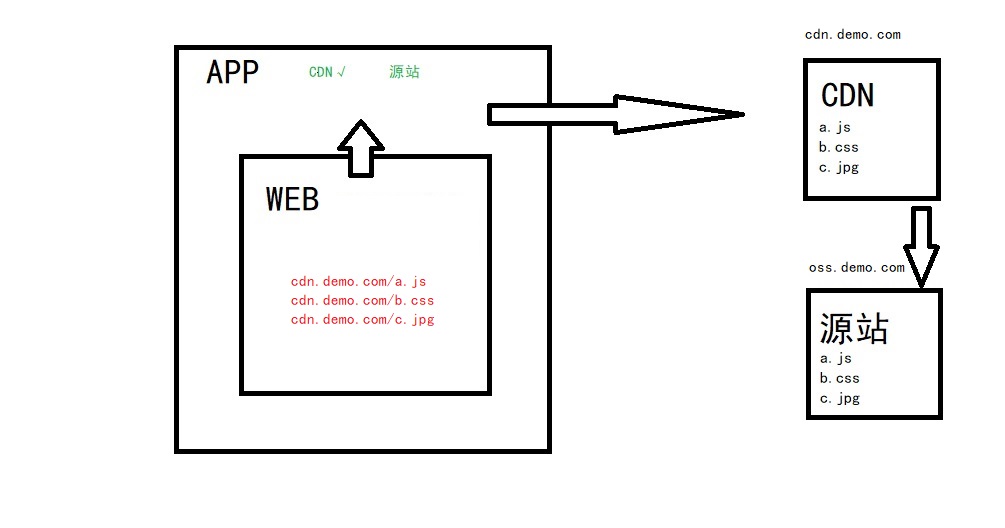 APP
CDN √ 源站
WEB
cdn.demo.com/a.js
cdn.demo.com/b.css
cdn.demo.com/c.jpg
cdn.demo.com
CDN
a.js
b.css
c.jpg
oss.demo.com
源站
a.js
b.css
c.jpg